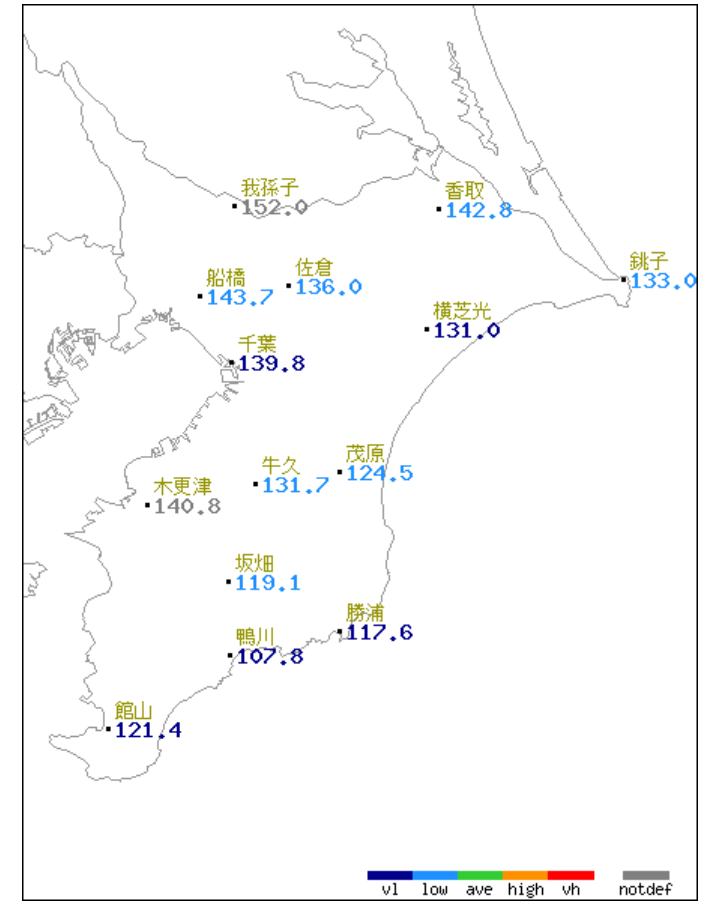 我孫子
152.0
香取
142.8
銚子
133.0
船橋
143.7
佐倉
136.0
横芝光
131.0
千葉
139.8
茂原
124.5
牛久
131.7
木更津
140.8
坂畑
119.1
勝浦
117.6
鴨川
107.8
館山
121.4
vl low ave high vh notdef